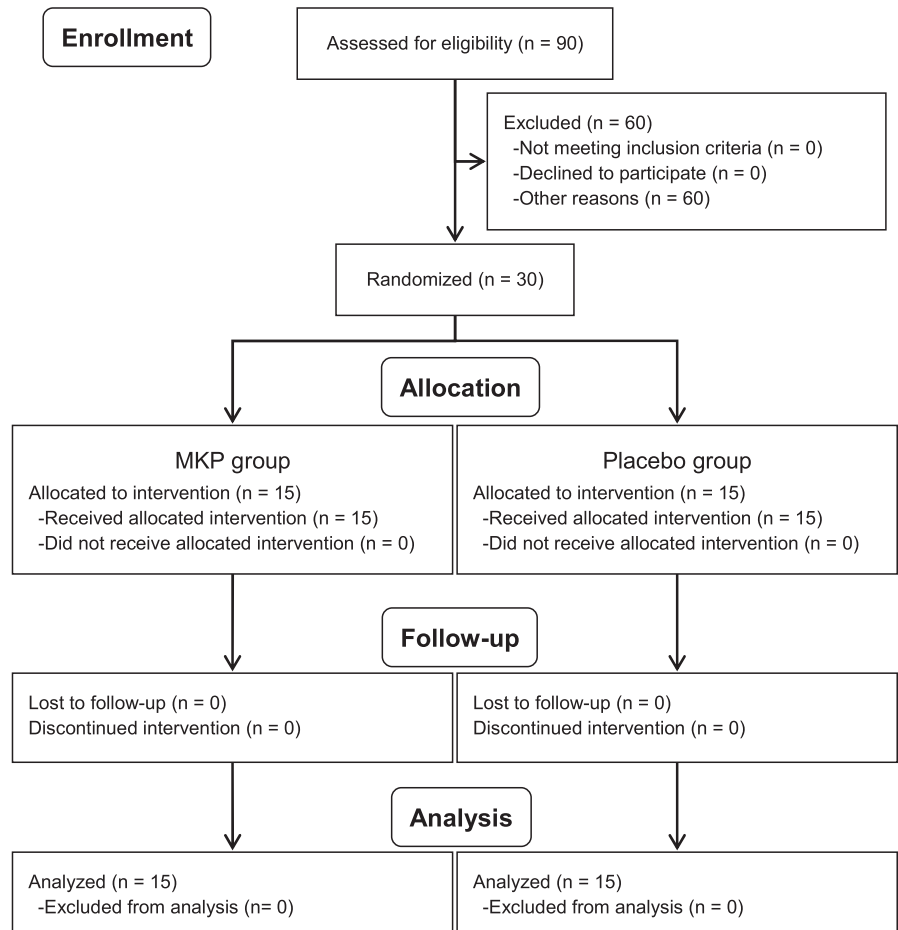 Enrollment
Assessed for eligibility (n = 90)
Excluded (n = 60)
-Not meeting inclusion criteria (n = 0)
-Declined to participate (n = 0)
-Other reasons (n = 60)
Randomized (n = 30)
Allocation
MKP group
Allocated to intervention (n = 15)
-Received allocated intervention (n = 15)
-Did not receive allocated intervention (n = 0)
Placebo group
Allocated to intervention (n = 15)
-Received allocated intervention (n = 15)
-Did not receive allocated intervention (n = 0)
Follow-up
Lost to follow-up (n = 0)
Discontinued intervention (n = 0)
Lost to follow-up (n = 0)
Discontinued intervention (n = 0)
Analysis
Analyzed (n = 15)
-Excluded from analysis (n= 0)
Analyzed (n = 15)
-Excluded from analysis (n = 0)